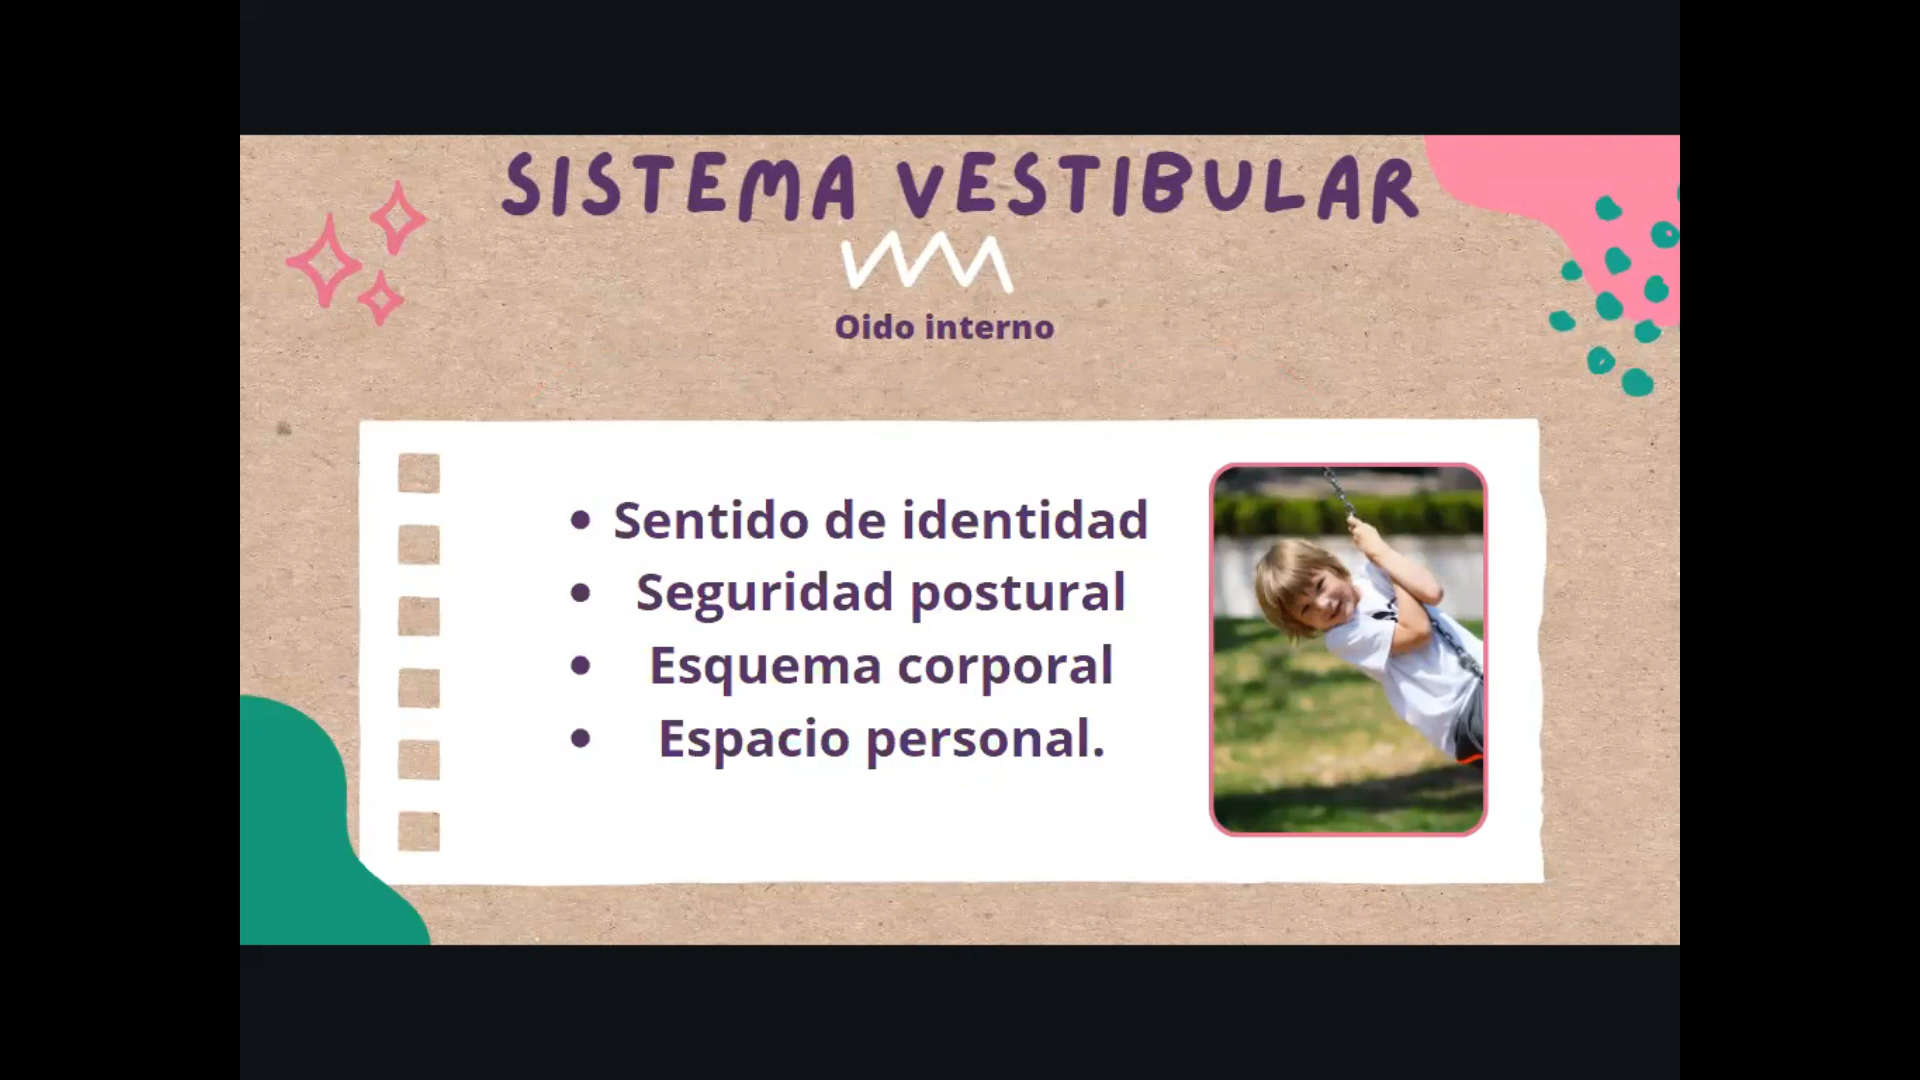 SISTEMA VESTIBULAR
Oido interno
• Sentido de identidad
• Seguridad postural
• Esquema corporal
• Espacio personal.